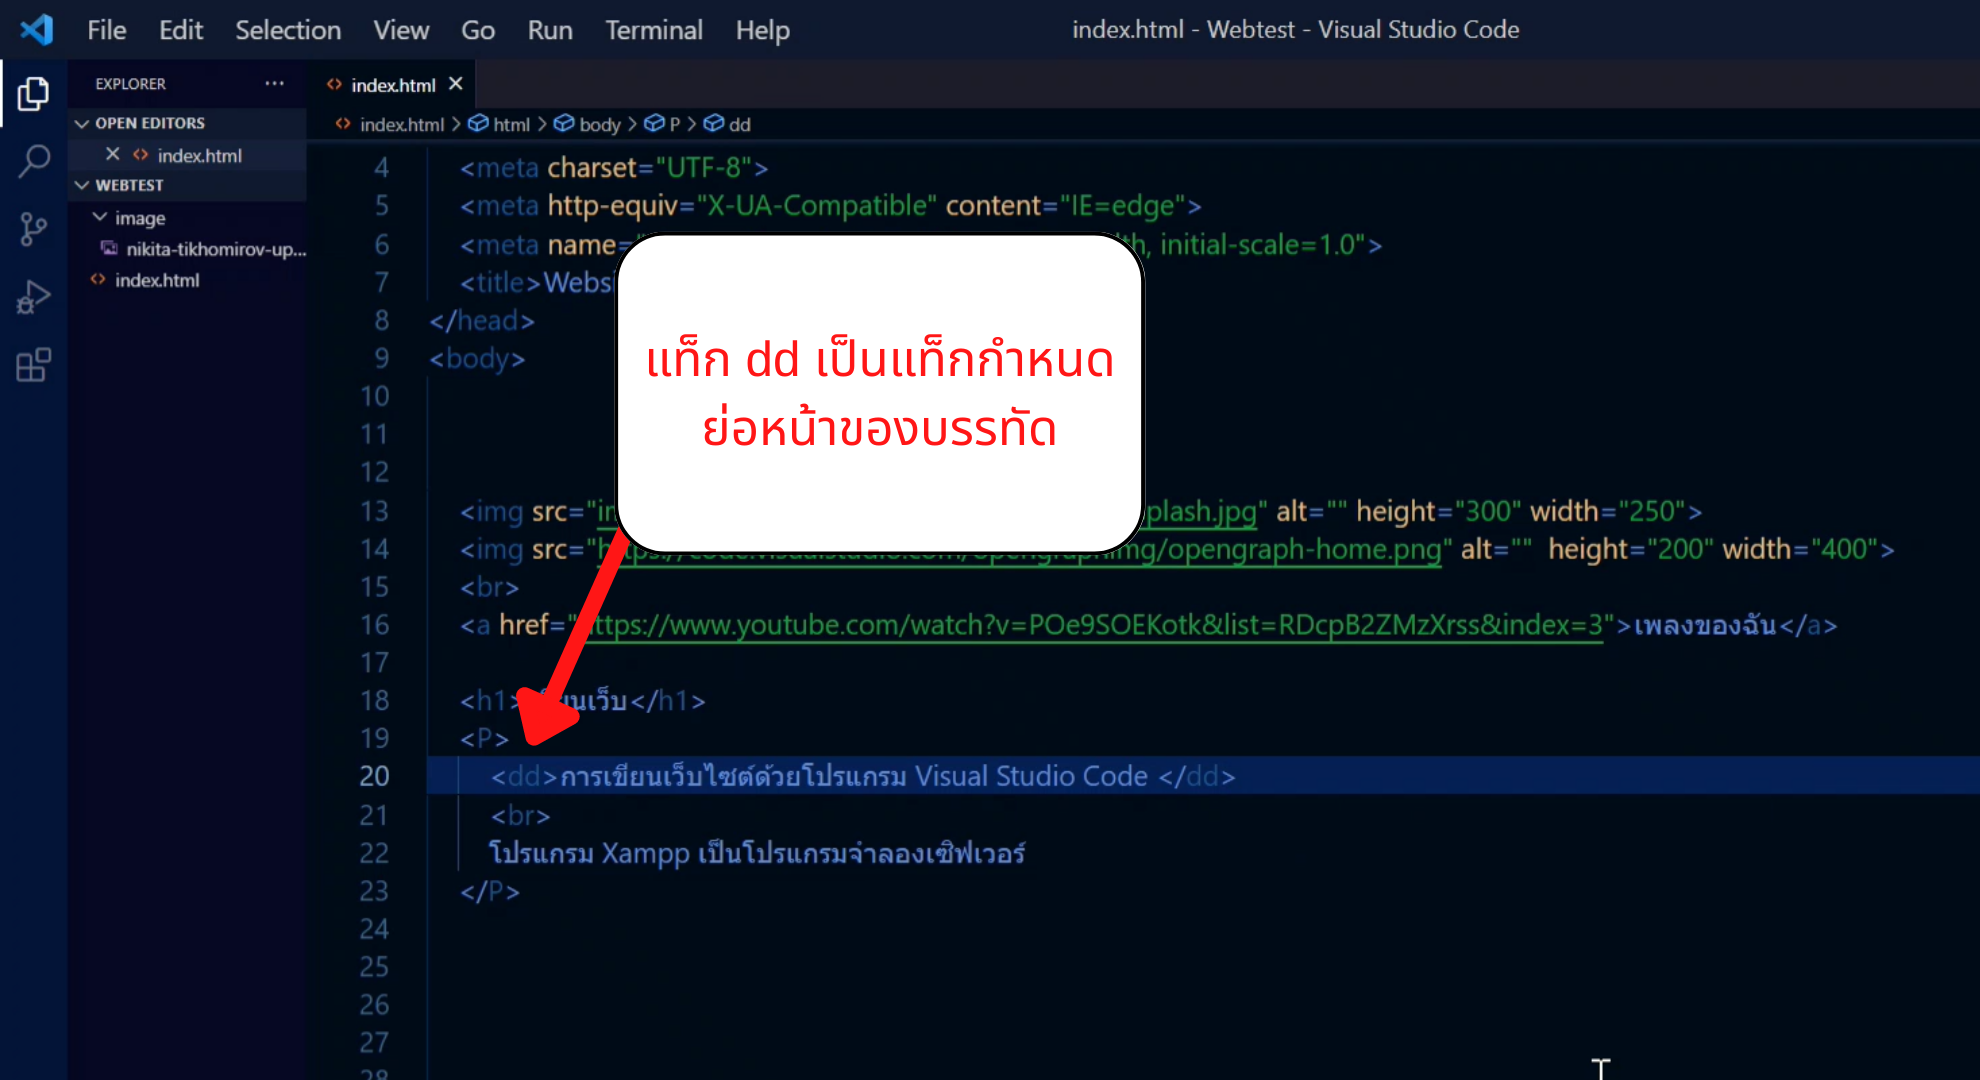 File Edit Selection View Go Run Terminal Help index.html - Webtest - Visual Studio Code
EXPLORER ··· index.html
OPEN EDITORS
index.html
WEBTEST
image
nikita-tikhomirov-up...
index.html
index.html > html > body > P > dd
4 <meta charset="UTF-8">
5 <meta http-equiv="X-UA-Compatible" content="IE=edge">
6 <meta name= initial-scale=1.0">
7 <title>
8 </head>
9 <body>
แท็ก dd เป็นแท็กกำหนด
ย่อหน้าของบรรทัด
10
11
12
13 <img src=" plash.jpg" alt="" height="300" width="250">
14 <img src="https://code.visualstudio.com/opengraphimg/opengraph-home.png" alt="" height="200" width="400">
15 <br>
16 <a href="https://www.youtube.com/watch?v=POe9SOEKotk&list=RDcpB2ZMzXrss&index=3">เพลงของฉัน</a>
17
18 <h1> เว็บ</h1>
19 <P>
20 <dd>การเขียนเว็บไซต์ด้วยโปรแกรม Visual Studio Code </dd>
21 <br>
22 โปรแกรม Xampp เป็นโปรแกรมจำลองเซิฟเวอร์
23 </P>
24
25
26
27
28